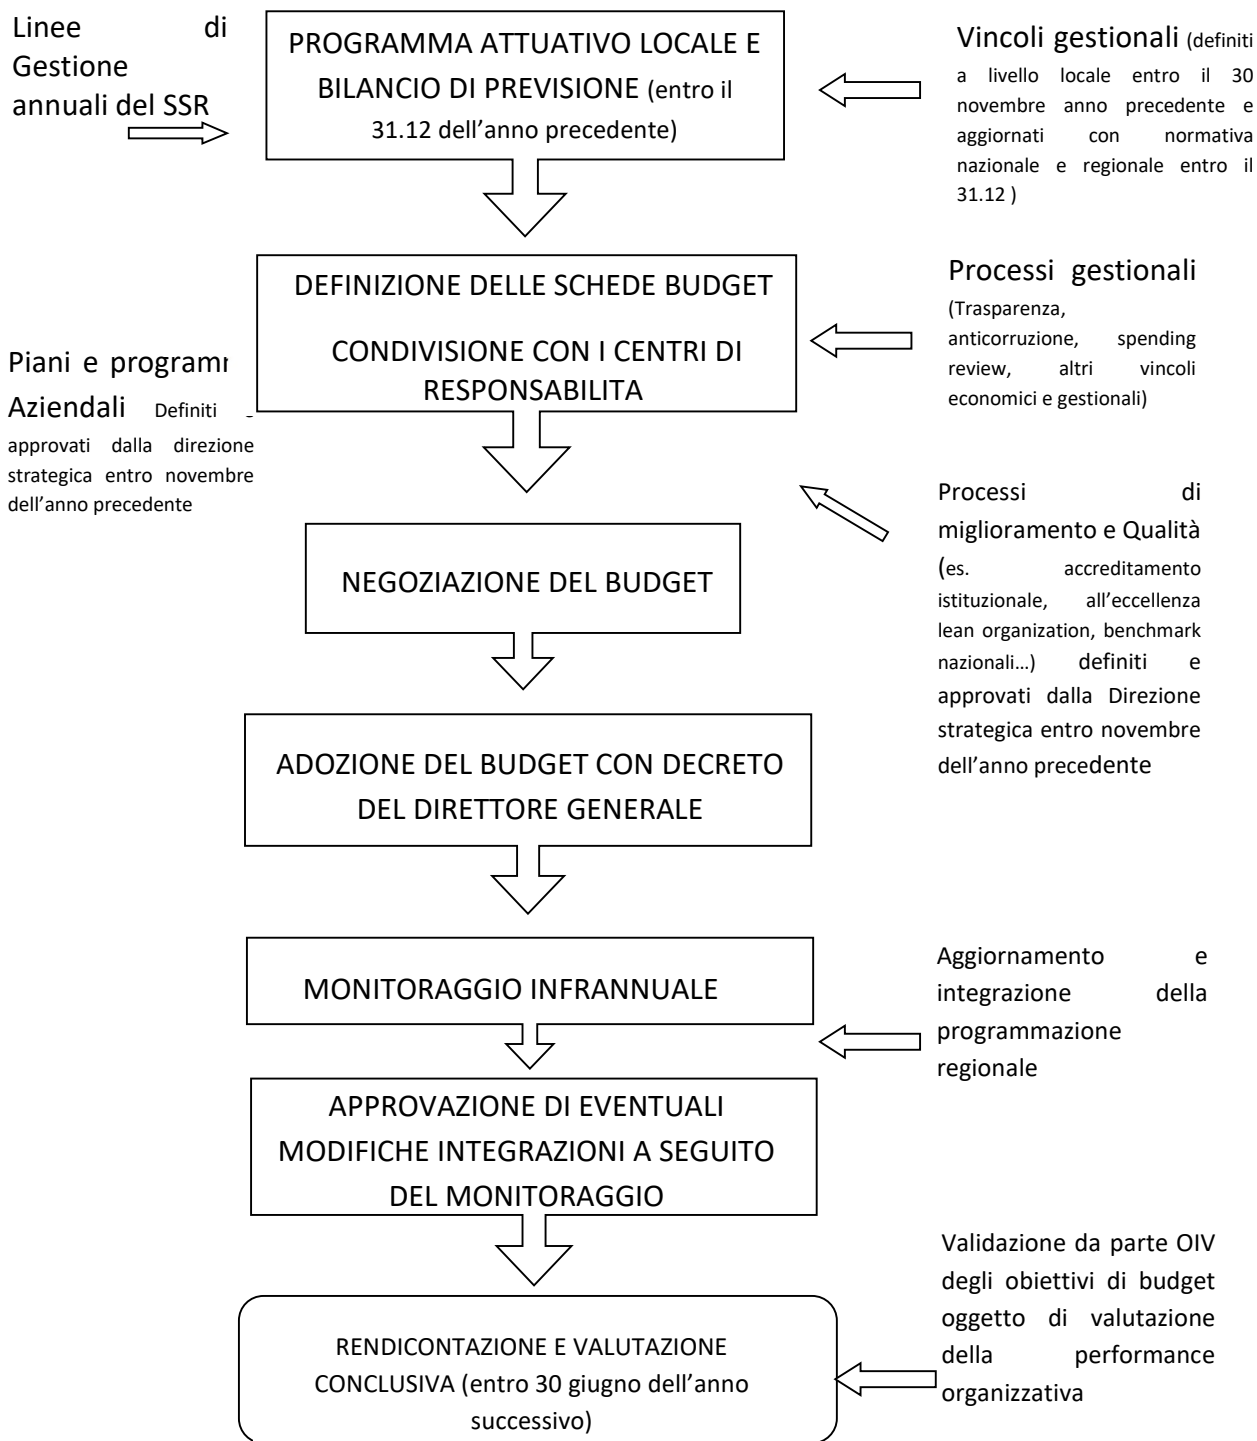 Linee di
Gestione
annuali del SSR
PROGRAMMA ATTUATIVO LOCALE E
BILANCIO DI PREVISIONE (entro il
31.12 dell’anno precedente)
Vincoli gestionali (definiti
a livello locale entro il 30
novembre anno precedente e
aggiornati con normativa
nazionale e regionale entro il
31.12 )
DEFINIZIONE DELLE SCHEDE BUDGET
CONDIVISIONE CON I CENTRI DI
RESPONSABILITA
Processi gestionali
(Trasparenza,
anticorruzione, spending
review, altri vincoli
economici e gestionali)
Piani e
Aziendali Definiti
approvati dalla direzione
strategica entro novembre
dell’anno precedente
NEGOZIAZIONE DEL BUDGET
Processi di
miglioramento e Qualità
(es. accreditamento
istituzionale, all’eccellenza
lean organization, benchmark
nazionali…) definiti e
approvati dalla Direzione
strategica entro novembre
dell’anno precedente
ADOZIONE DEL BUDGET CON DECRETO
DEL DIRETTORE GENERALE
MONITORAGGIO INFRANNUALE
Aggiornamento e
integrazione della
programmazione
regionale
APPROVAZIONE DI EVENTUALI
MODIFICHE INTEGRAZIONI A SEGUITO
DEL MONITORAGGIO
RENDICONTAZIONE E VALUTAZIONE
CONCLUSIVA (entro 30 giugno dell’anno
successivo)
Validazione da parte OIV
degli obiettivi di budget
oggetto di valutazione
della performance
organizzativa